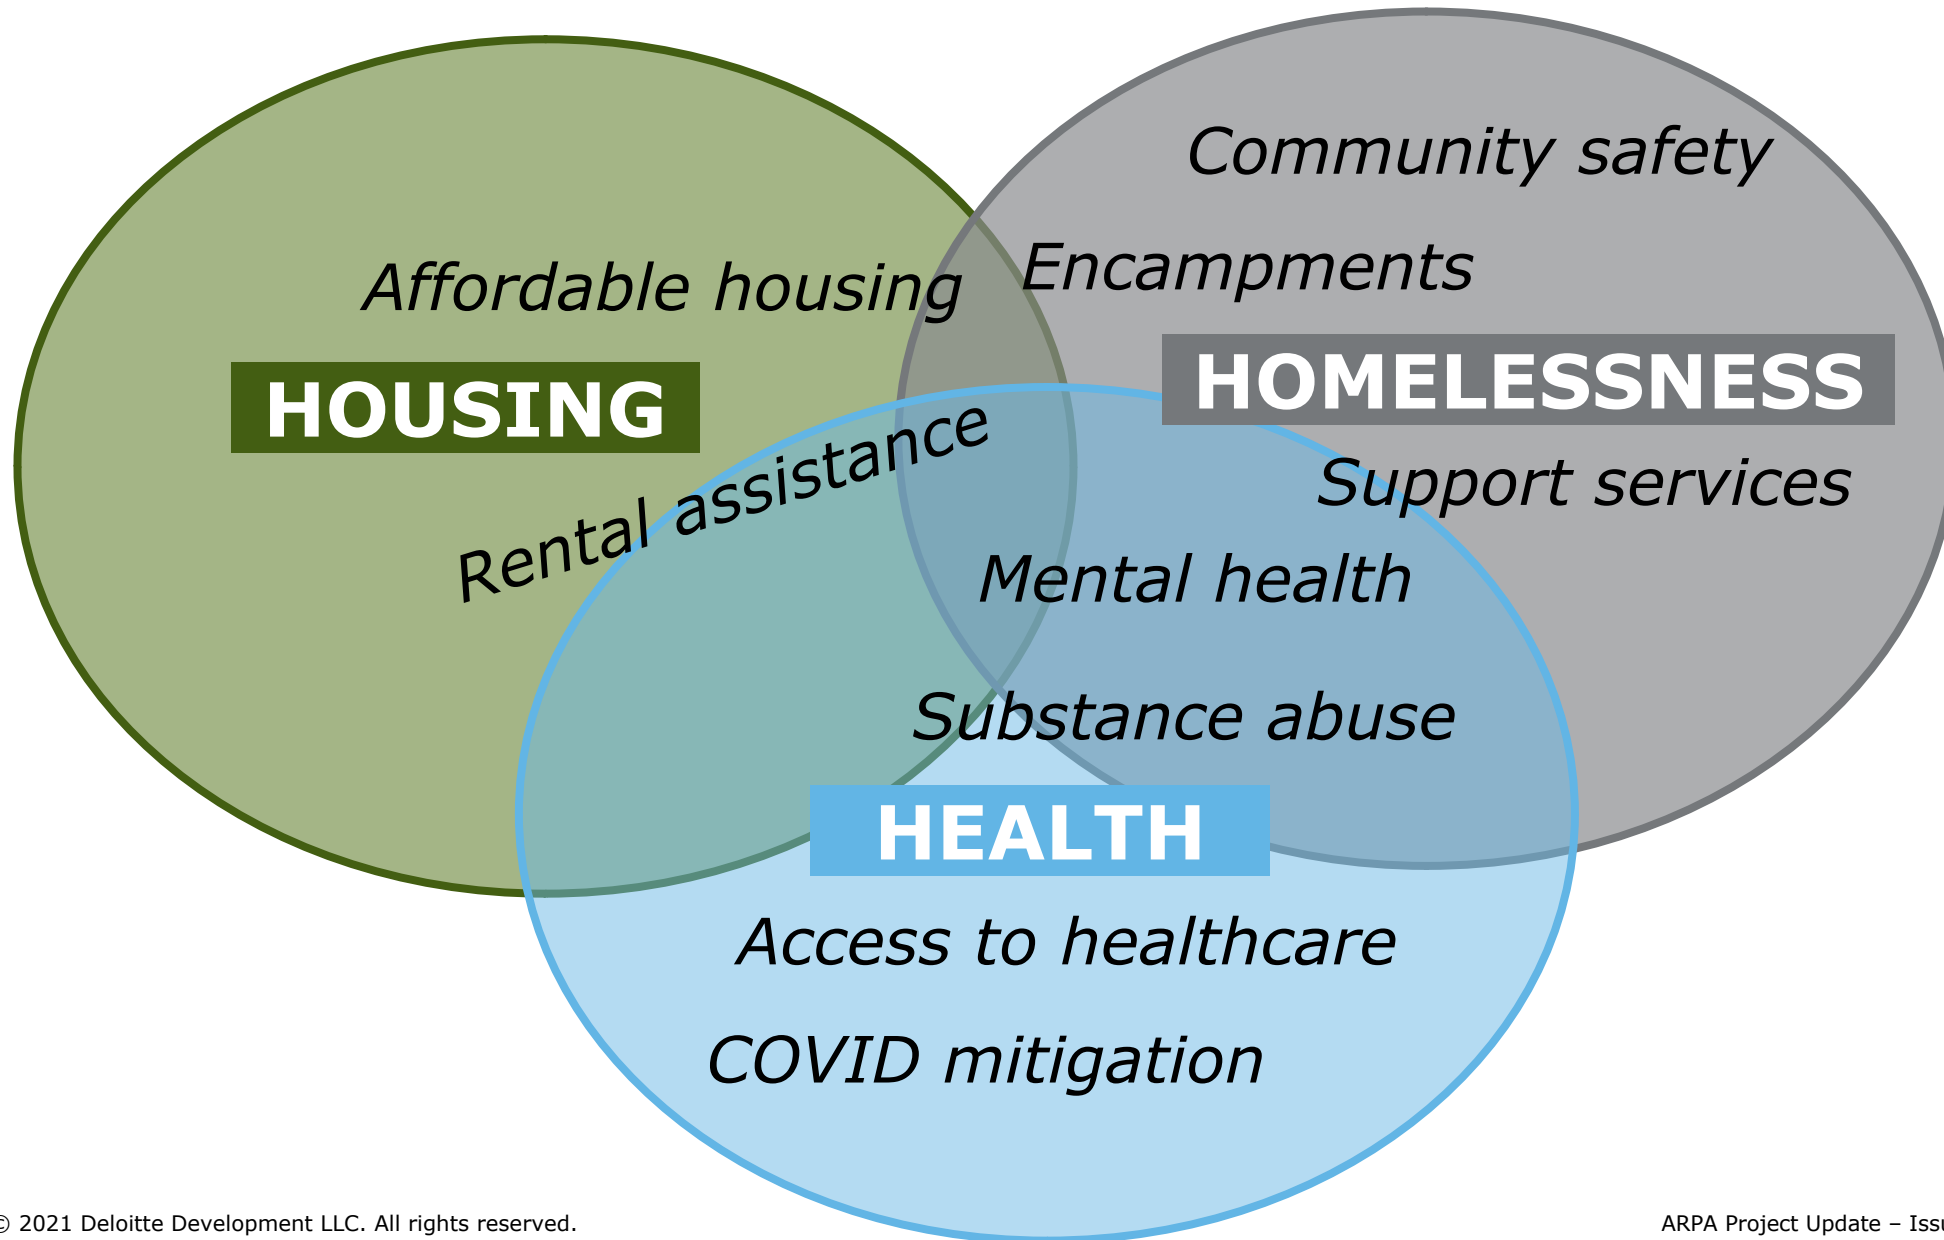 Community safety
Encampments
Affordable housing
HOMELESSNESS
HOUSING
Rental assistance
Support services
Mental health
Substance abuse
HEALTH
Access to healthcare
COVID mitigation
© 2021 Deloitte Development LLC. All rights reserved.
ARPA Project Update –